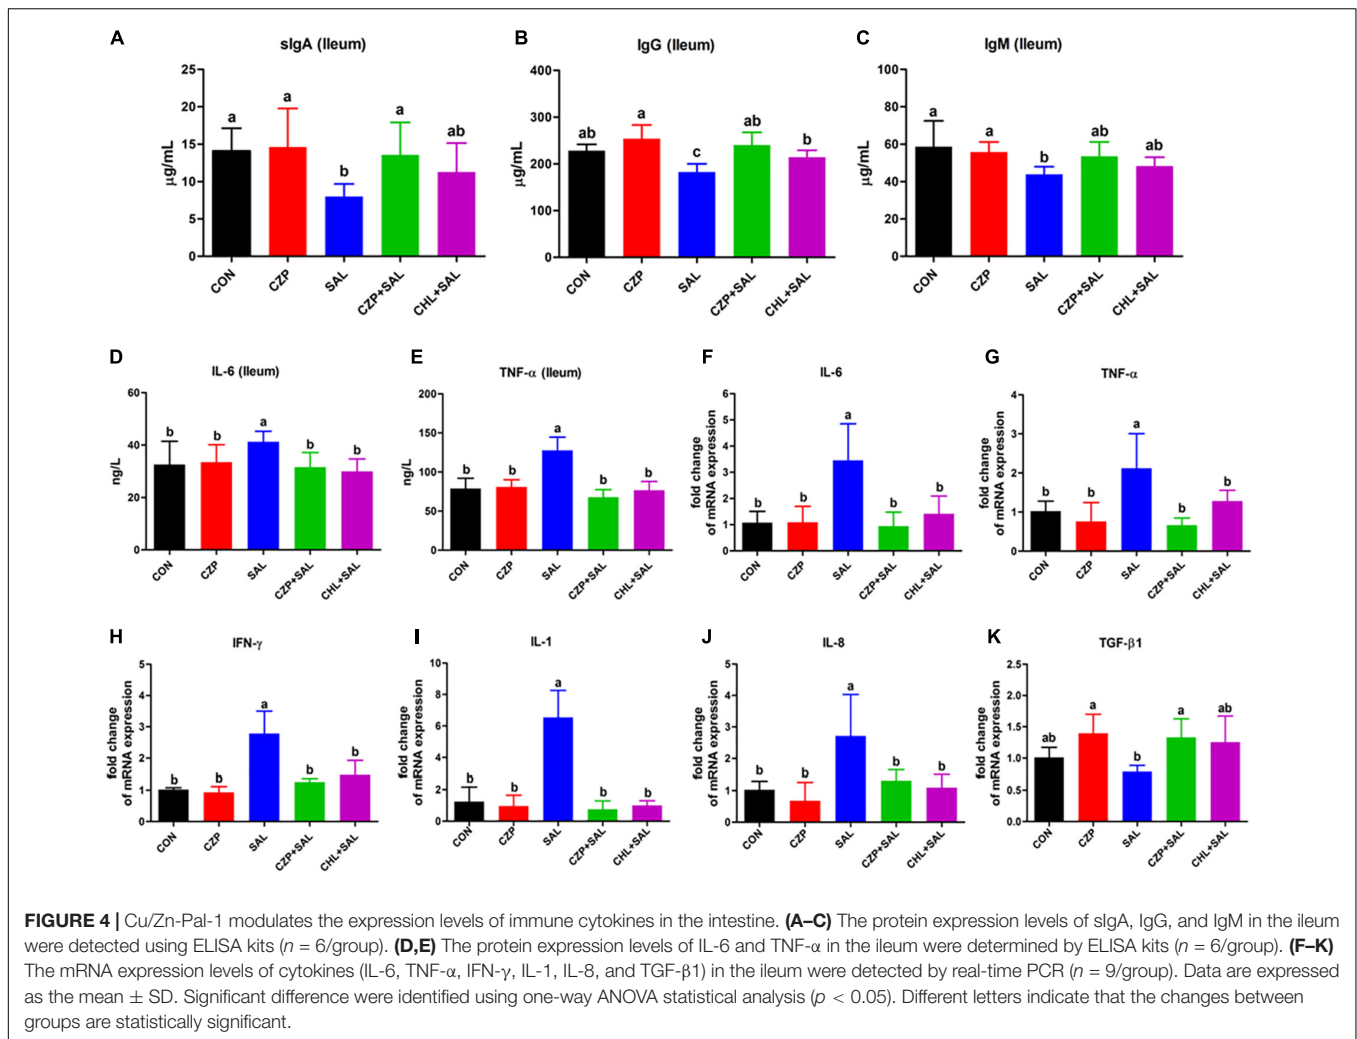 A
sIgA (Ileum)
μg/mL
25
20
15
10
5
0
a
a
b
a
ab
CON
CZP
SAL
CZP+SAL
CHL+SAL
B
IgG (Ileum)
μg/mL
400
300
200
100
0
ab
a
c
ab
b
CON
CZP
SAL
CZP+SAL
CHL+SAL
C
IgM (Ileum)
μg/mL
100
80
60
40
20
0
a
a
b
ab
ab
CON
CZP
SAL
CZP+SAL
CHL+SAL
D
IL-6 (Ileum)
ng/L
60
40
20
0
b
b
a
b
b
CON
CZP
SAL
CZP+SAL
CHL+SAL
E
TNF-α (Ileum)
ng/L
200
150
100
50
0
b
b
a
b
b
CON
CZP
SAL
CZP+SAL
CHL+SAL
F
IL-6
fold change
of mRNA expression
6
5
4
3
2
1
0
b
b
a
b
b
CON
CZP
SAL
CZP+SAL
CHL+SAL
G
TNF-α
fold change
of mRNA expression
4
3
2
1
0
b
b
a
b
b
CON
CZP
SAL
CZP+SAL
CHL+SAL
H
IFN-γ
fold change
of mRNA expression
5
4
3
2
1
0
b
b
a
b
b
CON
CZP
SAL
CZP+SAL
CHL+SAL
I
IL-1
fold change
of mRNA expression
10
8
6
4
2
0
b
b
a
b
b
CON
CZP
SAL
CZP+SAL
CHL+SAL
J
IL-8
fold change
of mRNA expression
5
4
3
2
1
0
b
b
a
b
b
CON
CZP
SAL
CZP+SAL
CHL+SAL
K
TGF-β1
fold change
of mRNA expression
2.5
2.0
1.5
1.0
0.5
0.0
ab
a
b
a
ab
CON
CZP
SAL
CZP+SAL
CHL+SAL
FIGURE 4 | Cu/Zn-Pal-1 modulates the expression levels of immune cytokines in the intestine. (A–C) The protein expression levels of sIgA, IgG, and IgM in the ileum
were detected using ELISA kits (n = 6/group). (D,E) The protein expression levels of IL-6 and TNF-α in the ileum were determined by ELISA kits (n = 6/group). (F–K)
The mRNA expression levels of cytokines (IL-6, TNF-α, IFN-γ, IL-1, IL-8, and TGF-β1) in the ileum were detected by real-time PCR (n = 9/group). Data are expressed
as the mean ± SD. Significant difference were identified using one-way ANOVA statistical analysis (p < 0.05). Different letters indicate that the changes between
groups are statistically significant.